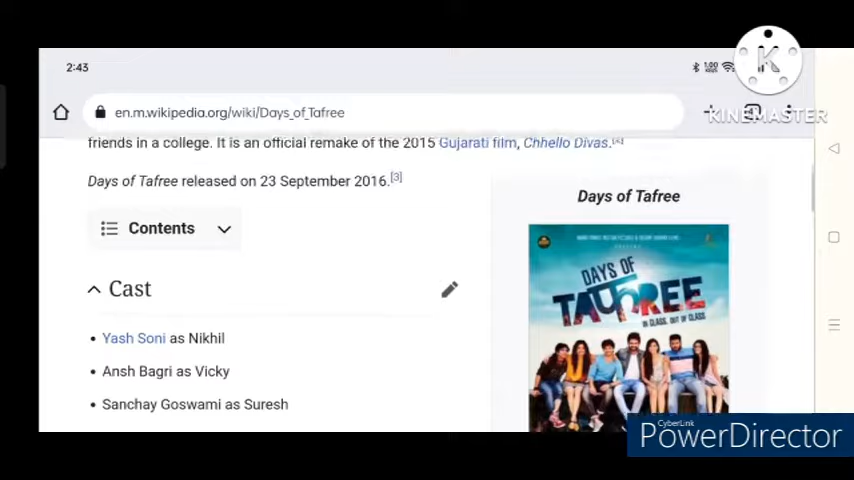 2:43
KINEMASTER
en.m.wikipedia.org/wiki/Days_of_Tafree
friends in a college. It is an official remake of the 2015 Gujarati film, Chhello Divas.
Days of Tafree released on 23 September 2016.[3]
Contents
Cast
Yash Soni as Nikhil
Ansh Bagri as Vicky
Sanchay Goswami as Suresh
Days of Tafree
DAYS OF
TAफREE
IN CLASS. OUT OF CLASS
CyberLink
PowerDirector